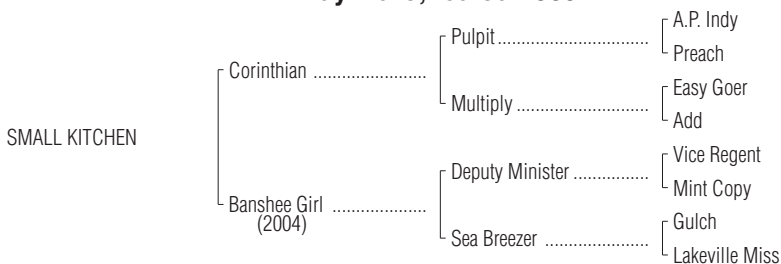 A.P. Indy
Pulpit
Preach
Corinthian
Easy Goer
Multiply
Add
SMALL KITCHEN
Vice Regent
Deputy Minister
Mint Copy
Banshee Girl
(2004)
Gulch
Sea Breezer
Lakeville Miss